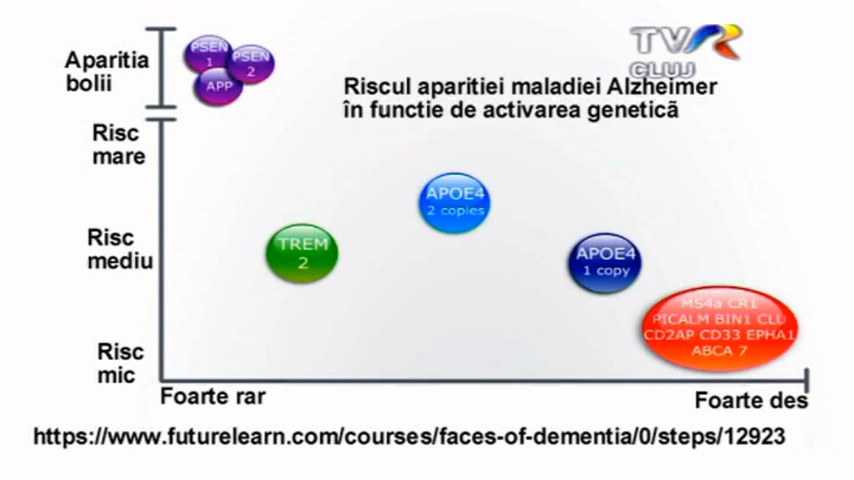 TVR
CLUJ
Aparitia
bolii
PSEN
1
PSEN
2
APP
Riscul aparitiei maladiei Alzheimer
în functie de activarea geneticã
Risc
mare
APOE4
2 copies
Risc
mediu
TREM
2
APOE4
1 copy
MS4a CR1
PICALM BIN1 CLU
CD2AP CD33 EPHA1
ABCA 7
Risc
mic
Foarte rar
Foarte des
https://www.futurelearn.com/courses/faces-of-dementia/0/steps/12923